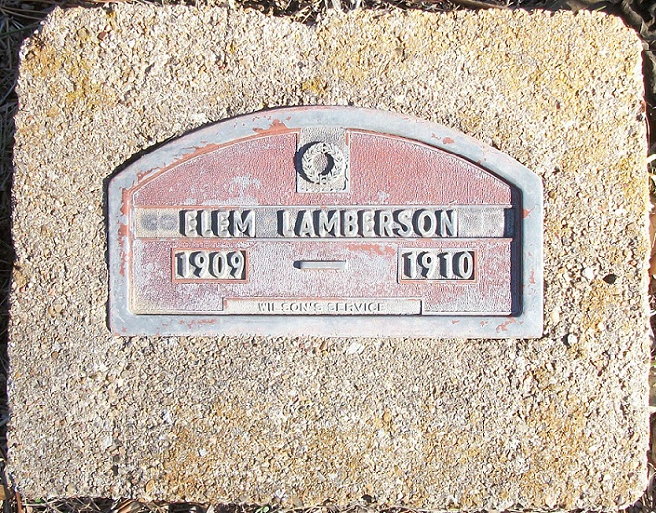 ELEM LAMBERSON
1909 — 1910
WILSON'S SERVICE